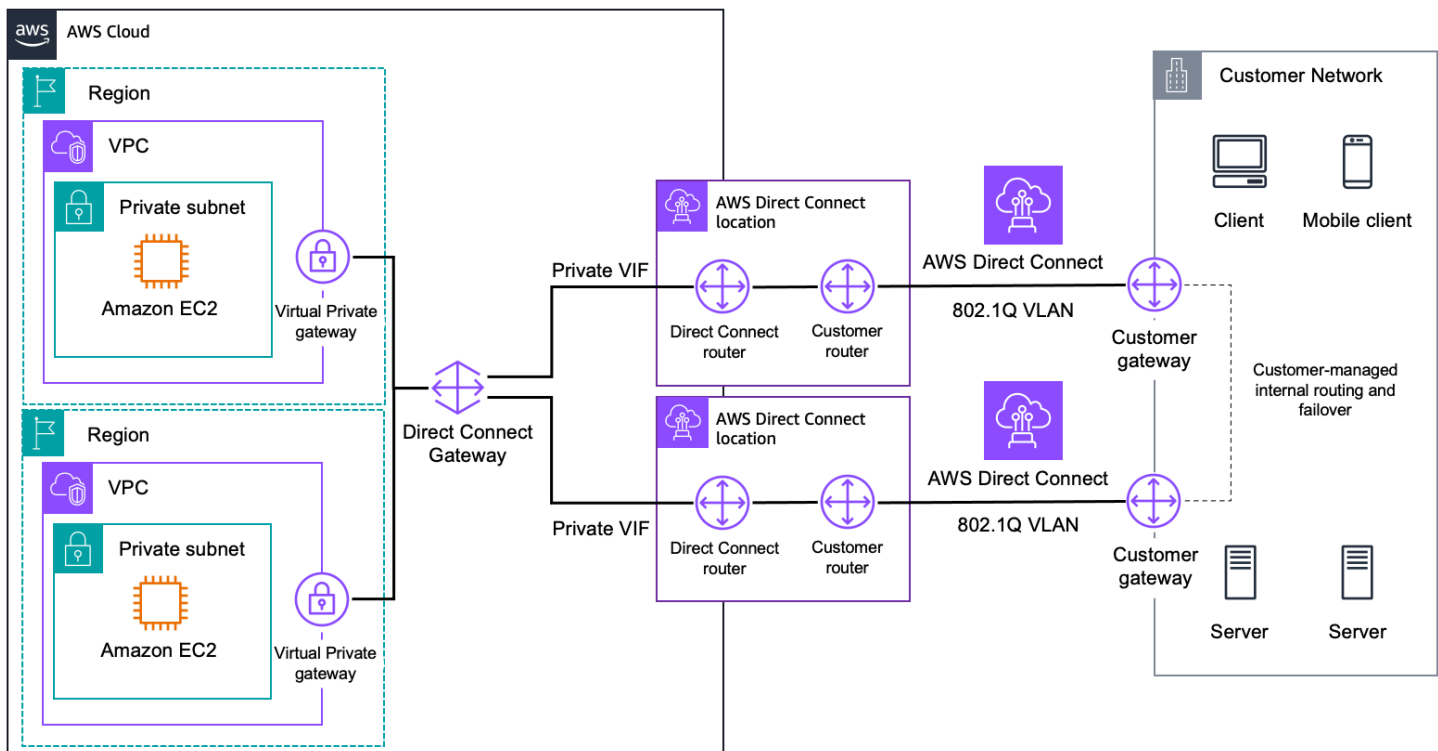 aws
AWS Cloud
Region
VPC
Private subnet
Amazon EC2
Virtual Private
gateway
Region
VPC
Private subnet
Amazon EC2
Virtual Private
gateway
Direct Connect
Gateway
Private VIF
Private VIF
AWS Direct Connect
location
Direct Connect
router
Customer
router
AWS Direct Connect
location
Direct Connect
router
Customer
router
AWS Direct Connect
802.1Q VLAN
AWS Direct Connect
802.1Q VLAN
Customer Network
Client
Mobile client
Customer
gateway
Customer-managed
internal routing and
failover
Customer
gateway
Server
Server